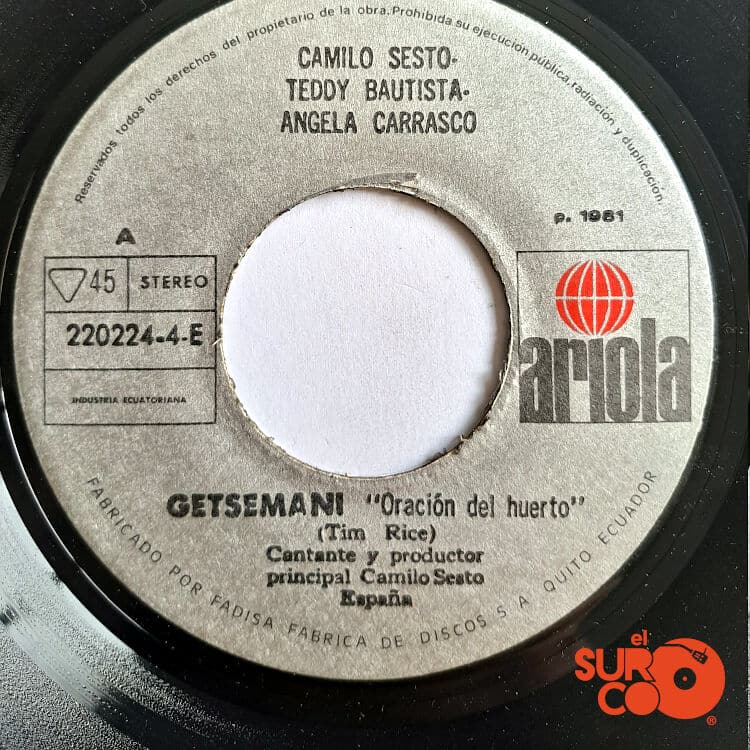 Reservados todos los derechos del propietario de la obra. Prohibida su ejecución pública, radiación y duplicación.
CAMILO SESTO-
TEDDY BAUTISTA-
ANGELA CARRASCO
p. 1981
A
45 STEREO
220224-4-E
INDUSTRIA ECUATORIANA
ariola
GETSEMANI "Oración del huerto"
(Tim Rice)
Cantante y productor
principal Camilo Sesto
España
FABRICADO POR FADISA FABRICA DE DISCOS S A QUITO ECUADOR
el
SUR
CO
®